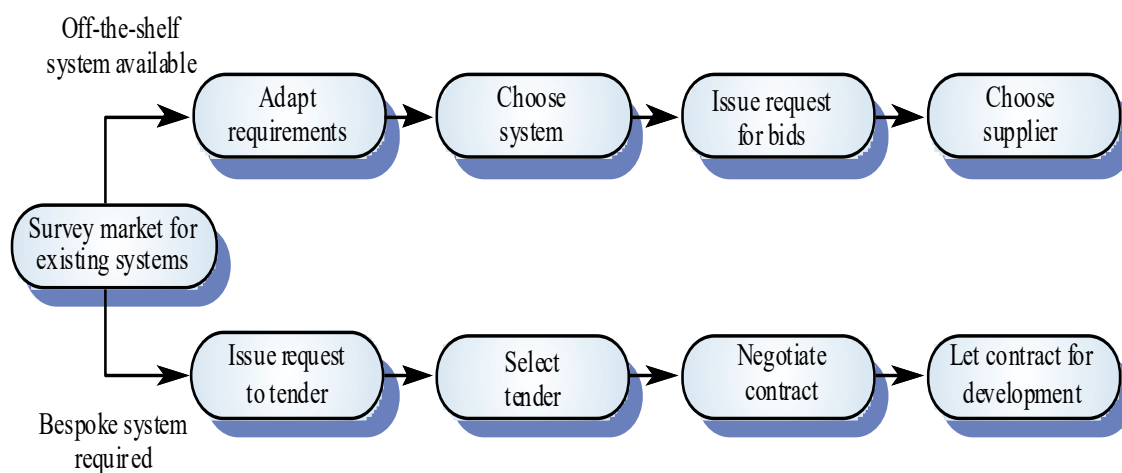 Off-the-shelf
system available
Adapt
requirements
Choose
system
Issue request
for bids
Choose
supplier
Survey market for
existing systems
Issue request
to tender
Select
tender
Negotiate
contract
Let contract for
development
Bespoke system
required